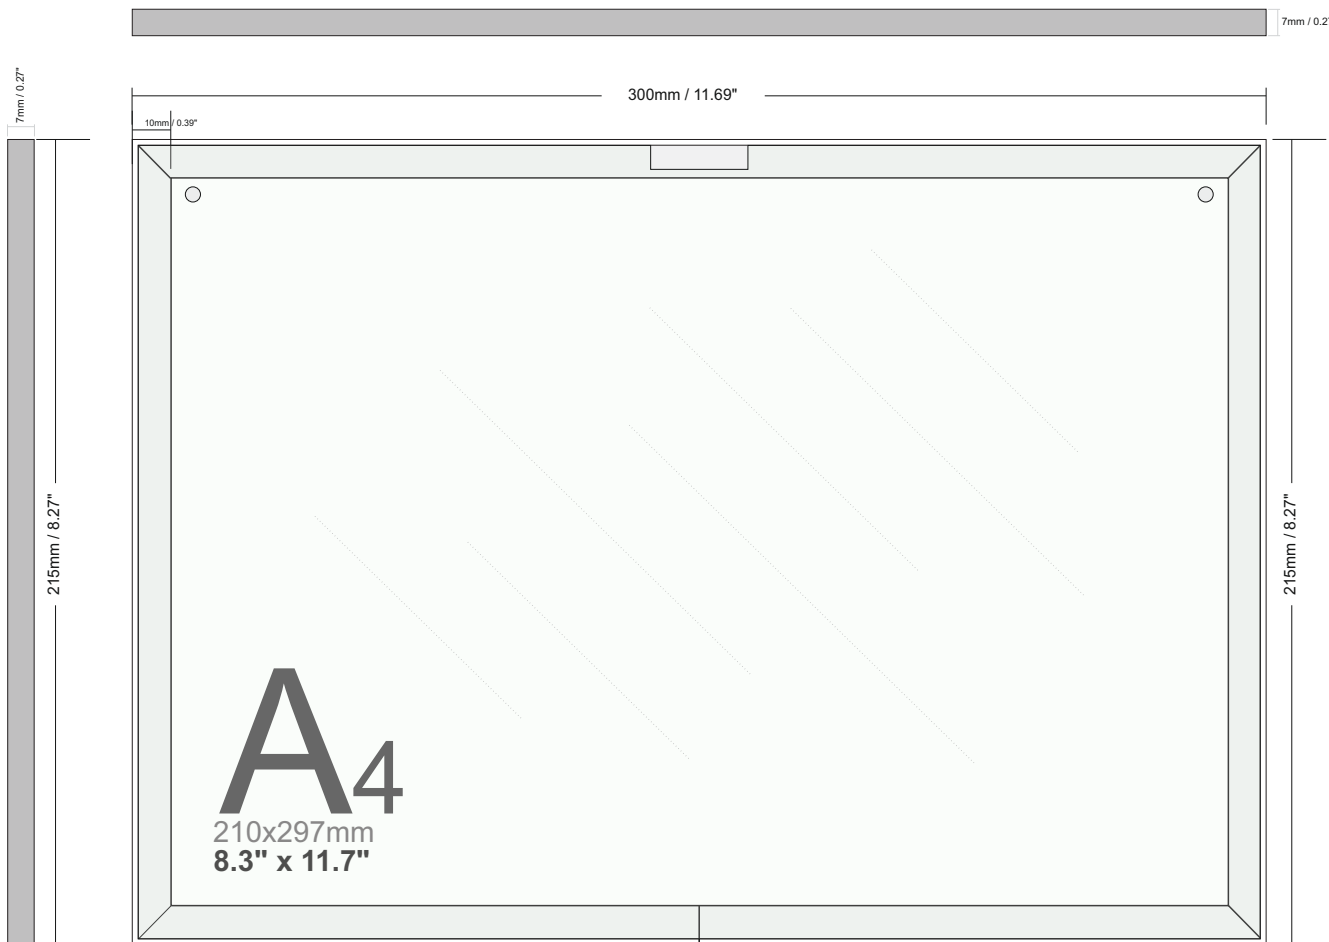 7mm / 0.2
300mm / 11.69"
7mm / 0.27"
10mm / 0.39"
215mm / 8.27"
215mm / 8.27"
A4
210x297mm
8.3" x 11.7"